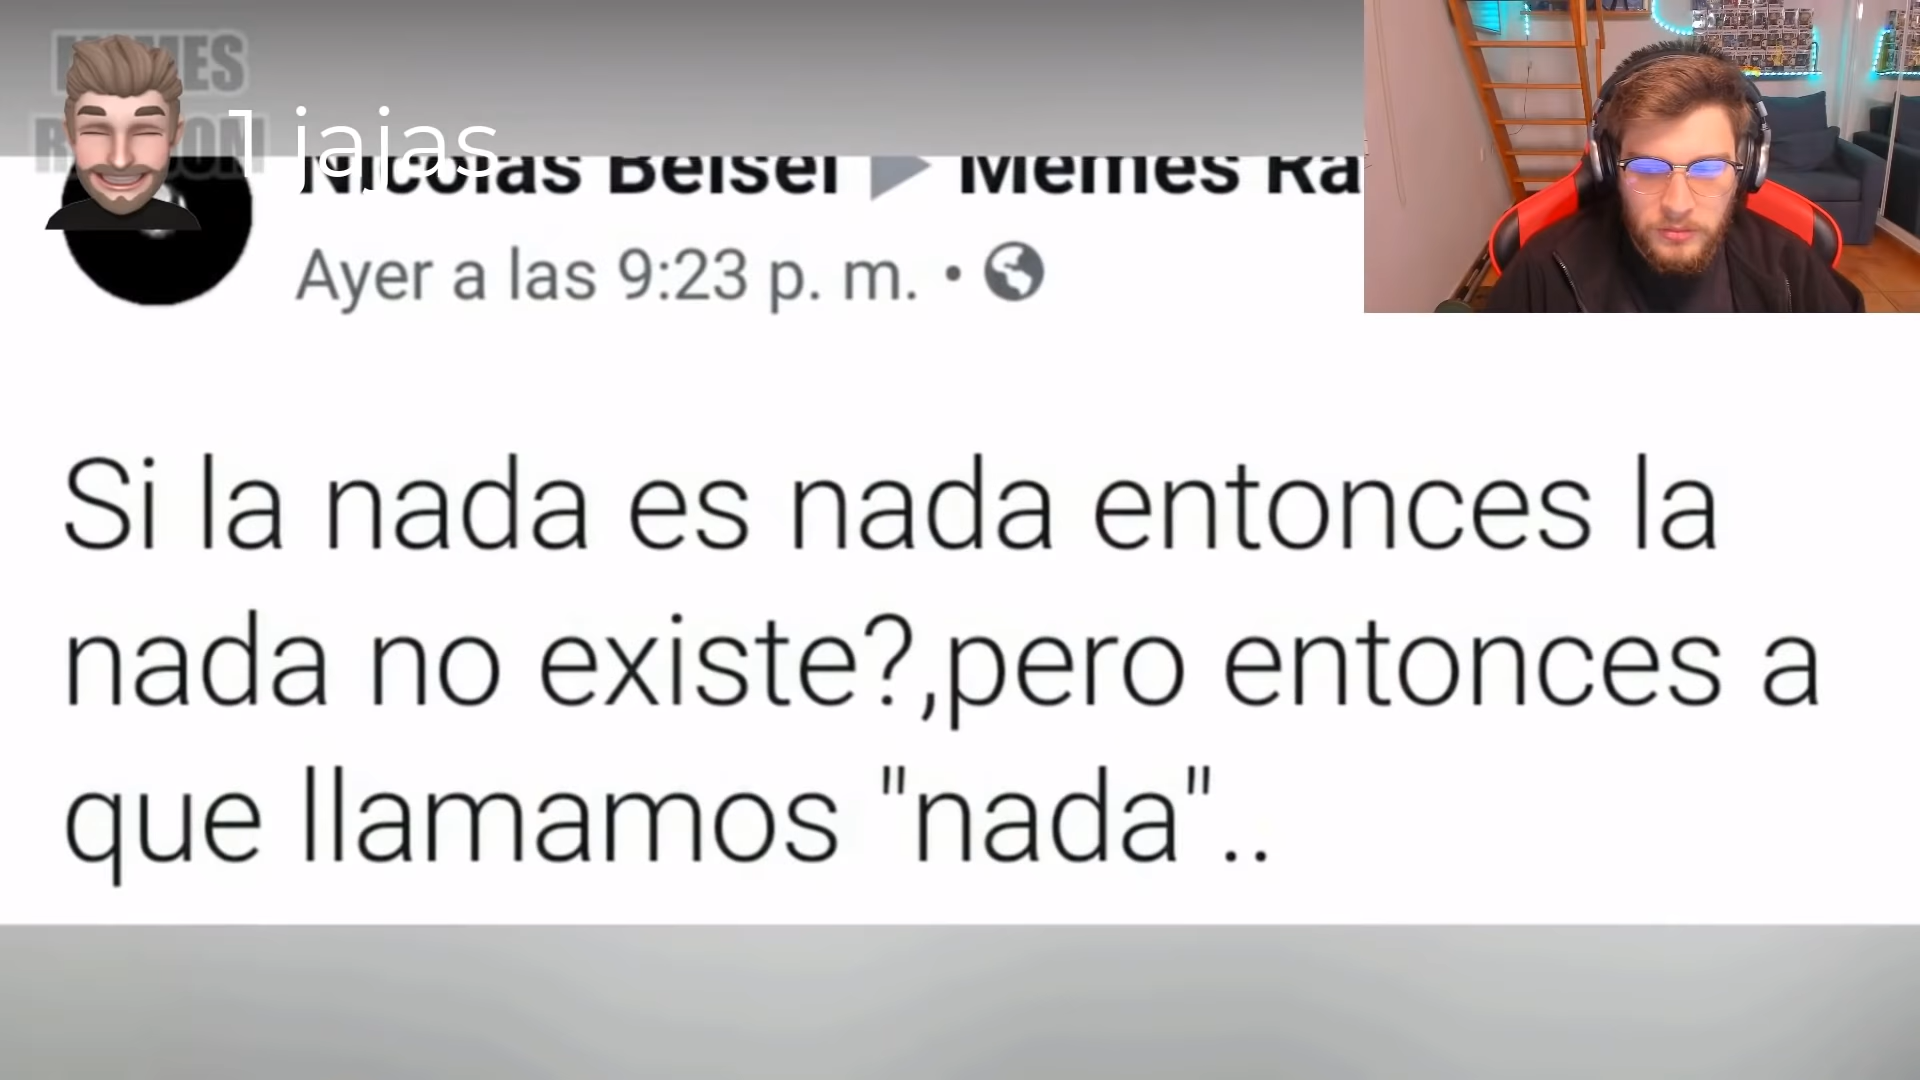 1 jajas
Nicolas Beisel Memes Ra
Ayer a las 9:23 p. m. •
Si la nada es nada entonces la
nada no existe?,pero entonces a
que llamamos "nada"..